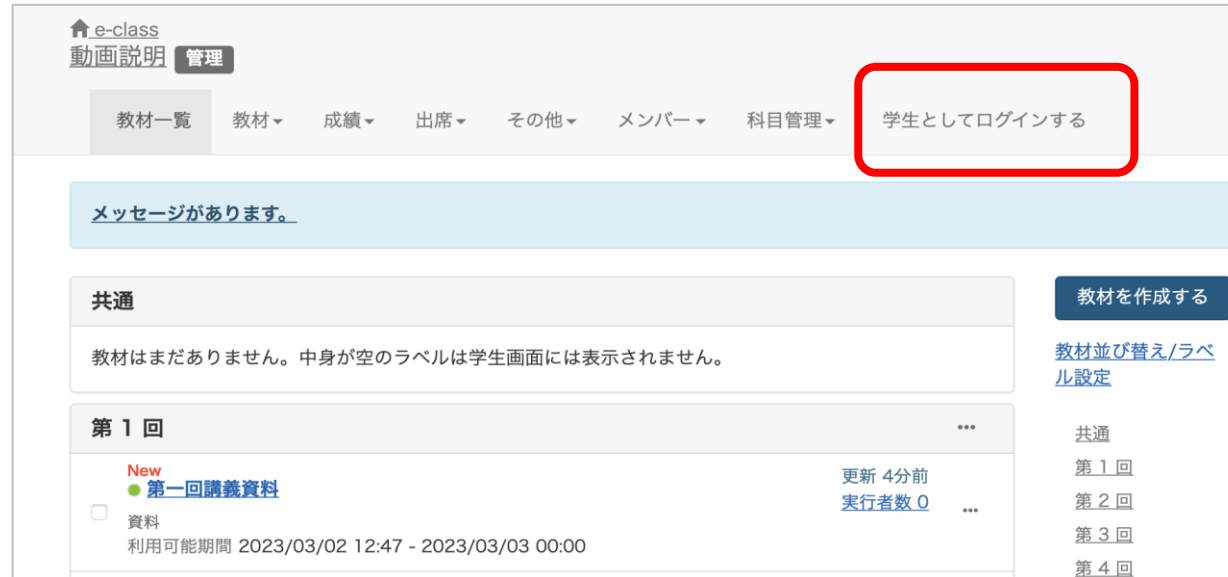 e-class
動画説明 管理
教材一覧 教材 成績 出席 その他 メンバー 科目管理 学生としてログインする
メッセージがあります。
共通
教材はまだありません。中身が空のラベルは学生画面には表示されません。
第 1 回
New
第一回講義資料
資料
利用可能期間 2023/03/02 12:47 - 2023/03/03 00:00
更新 4分前
実行者数 0
教材を作成する
教材並び替え/ラベ
ル設定
共通
第 1 回
第 2 回
第 3 回
第 4 回